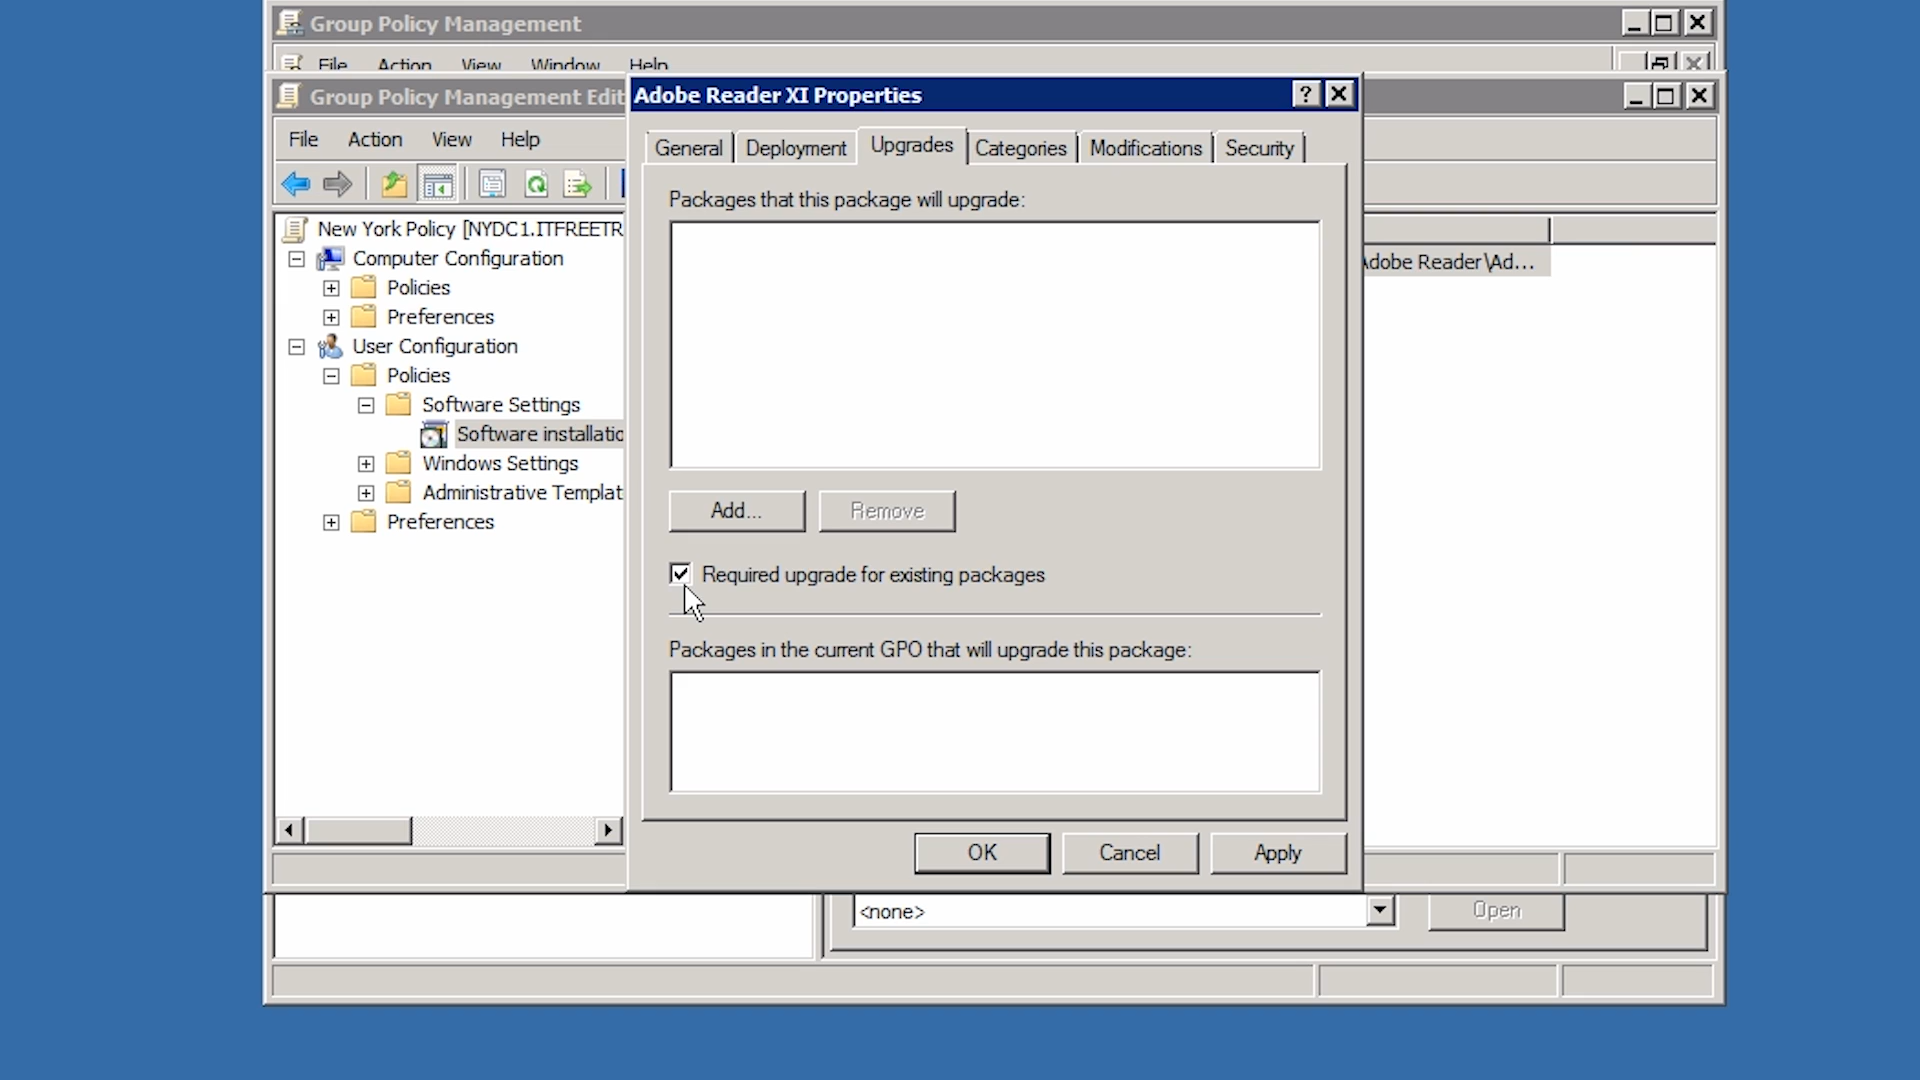 Group Policy Management
File Action View Window Help
Group Policy Management Edit
Adobe Reader XI Properties
File Action View Help
General Deployment Upgrades Categories Modifications Security
Packages that this package will upgrade:
New York Policy [NYDC1.ITFREETR
Computer Configuration
Policies
Preferences
User Configuration
Policies
Software Settings
Software installatio
Windows Settings
Administrative Templat
Preferences
Adobe Reader\Ad...
Add... Remove
Required upgrade for existing packages
Packages in the current GPO that will upgrade this package:
OK Cancel Apply
<none> Open